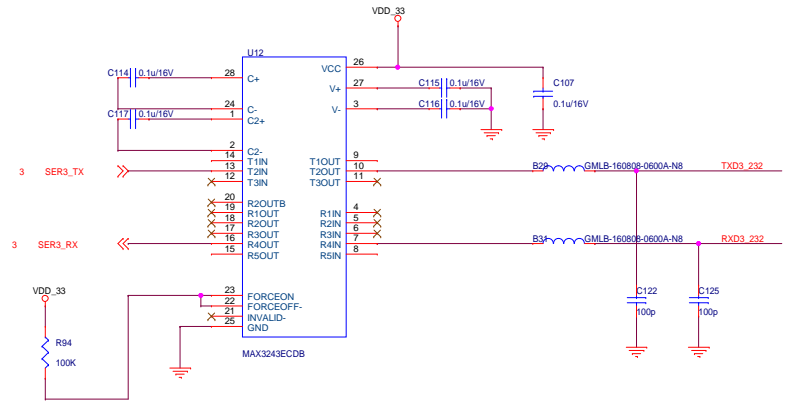 VDD_33
U12
C114 0.1u/16V 28 C+ VCC 26
V+ 27 C115 0.1u/16V C107
24 C- V- 3 C116 0.1u/16V 0.1u/16V
C117 0.1u/16V 1 C2+
2 C2-
14 T1IN T1OUT 9
3 SER3_TX 13 T2IN T2OUT 10 B29 GMLB-160808-0600A-N8 TXD3_232
12 T3IN T3OUT 11
20 R2OUTB
19 R1OUT R1IN 4
18 R2OUT R2IN 5
17 R3OUT R3IN 6
3 SER3_RX 16 R4OUT R4IN 7 B31 GMLB-160808-0600A-N8 RXD3_232
15 R5OUT R5IN 8
VDD_33 23 FORCEON C122 C125
22 FORCEOFF-
21 INVALID- 100p 100p
25 GND
R94
MAX3243ECDB
100K